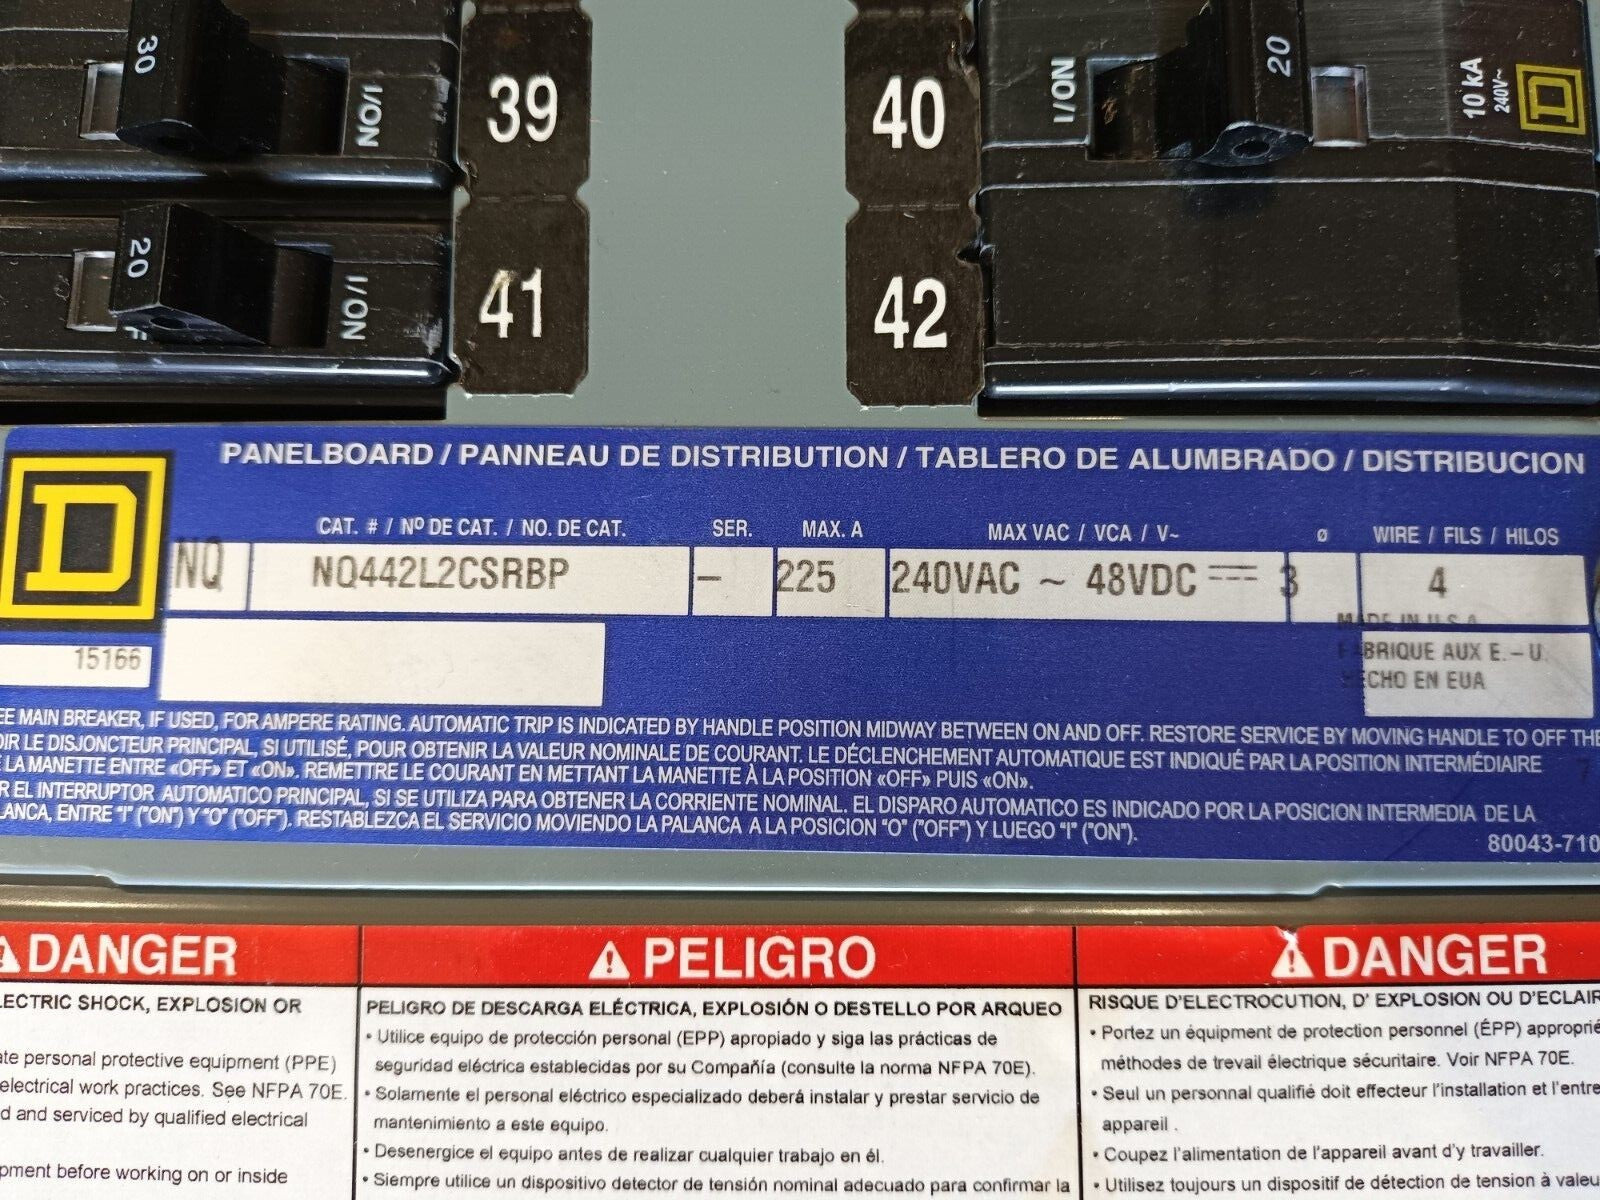 30
I/ON
39
40
I/ON
20
10 kA
240V~
D
20
I/ON
41
42
PANELBOARD / PANNEAU DE DISTRIBUTION / TABLERO DE ALUMBRADO / DISTRIBUCION
D
CAT. # / Nº DE CAT. / NO. DE CAT. SER. MAX. A MAX VAC / VCA / V~ ø WIRE / FILS / HILOS
NQ NQ442L2CSRBP – 225 240VAC ~ 48VDC ⎓ 3 4
MADE IN U.S.A.
FABRIQUE AUX E.-U.
HECHO EN EUA
15166
EE MAIN BREAKER, IF USED, FOR AMPERE RATING. AUTOMATIC TRIP IS INDICATED BY HANDLE POSITION MIDWAY BETWEEN ON AND OFF. RESTORE SERVICE BY MOVING HANDLE TO OFF THE
OIR LE DISJONCTEUR PRINCIPAL, SI UTILISÉ, POUR OBTENIR LA VALEUR NOMINALE DE COURANT. LE DÉCLENCHEMENT AUTOMATIQUE EST INDIQUÉ PAR LA POSITION INTERMÉDIAIRE
LA MANETTE ENTRE «OFF» ET «ON». REMETTRE LE COURANT EN METTANT LA MANETTE À LA POSITION «OFF» PUIS «ON».
R EL INTERRUPTOR AUTOMATICO PRINCIPAL, SI SE UTILIZA PARA OBTENER LA CORRIENTE NOMINAL. EL DISPARO AUTOMATICO ES INDICADO POR LA POSICION INTERMEDIA DE LA
LANCA, ENTRE "I" ("ON") Y "O" ("OFF"). RESTABLEZCA EL SERVICIO MOVIENDO LA PALANCA A LA POSICION "O" ("OFF") Y LUEGO "I" ("ON").
80043-710
DANGER
PELIGRO
DANGER
LECTRIC SHOCK, EXPLOSION OR
ate personal protective equipment (PPE)
electrical work practices. See NFPA 70E.
d and serviced by qualified electrical
pment before working on or inside
PELIGRO DE DESCARGA ELÉCTRICA, EXPLOSIÓN O DESTELLO POR ARQUEO
• Utilice equipo de protección personal (EPP) apropiado y siga las prácticas de
seguridad eléctrica establecidas por su Compañía (consulte la norma NFPA 70E).
• Solamente el personal eléctrico especializado deberá instalar y prestar servicio de
mantenimiento a este equipo.
• Desenergice el equipo antes de realizar cualquier trabajo en él.
• Siempre utilice un dispositivo detector de tensión nominal adecuado para confirmar la
RISQUE D'ELECTROCUTION, D' EXPLOSION OU D'ECLAIR
• Portez un équipment de protection personnel (ÉPP) approprié
méthodes de trevail électrique sécuritaire. Voir NFPA 70E.
• Seul un personnal qualifié doit effecteur l'installation et l'entre
appareil .
• Coupez l'alimentation de l'appareil avant d'y travailler.
• Utilisez toujours un dispositif de détection de tension à valeu